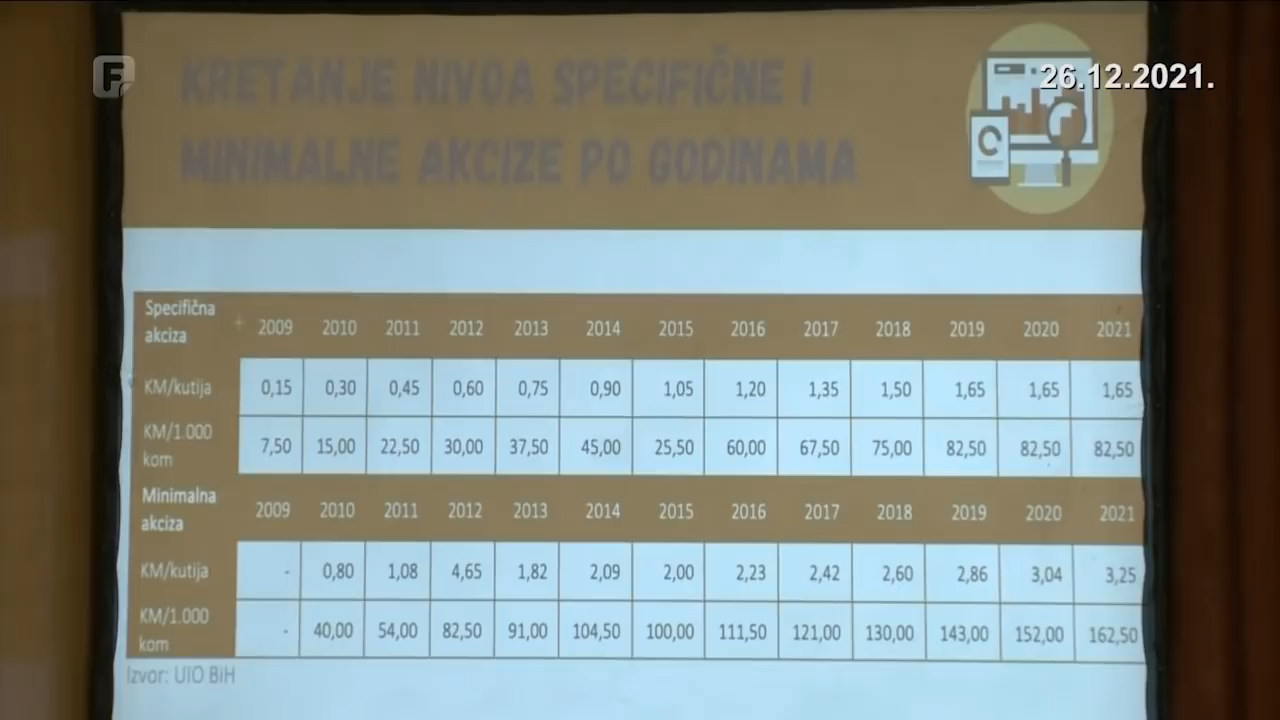 F
26.12.2021.
KRETANJE NIVOA SPECIFIČNE I
MINIMALNE AKCIZE PO GODINAMA
Specifična akciza 2009 2010 2011 2012 2013 2014 2015 2016 2017 2018 2019 2020 2021
KM/kutija 0,15 0,30 0,45 0,60 0,75 0,90 1,05 1,20 1,35 1,50 1,65 1,65 1,65
KM/1.000 kom 7,50 15,00 22,50 30,00 37,50 45,00 25,50 60,00 67,50 75,00 82,50 82,50 82,50
Minimalna akciza 2009 2010 2011 2012 2013 2014 2015 2016 2017 2018 2019 2020 2021
KM/kutija - 0,80 1,08 4,65 1,82 2,09 2,00 2,23 2,42 2,60 2,86 3,04 3,25
KM/1.000 kom - 40,00 54,00 82,50 91,00 104,50 100,00 111,50 121,00 130,00 143,00 152,00 162,50
Izvor: UIO BiH